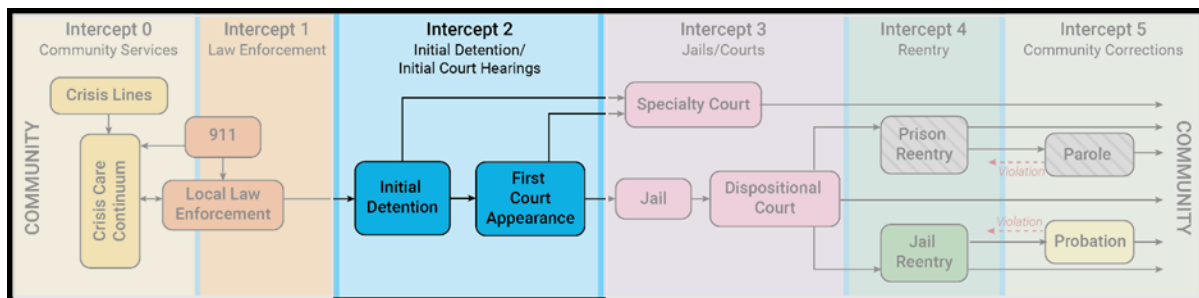 Intercept 0
Community Services
Intercept 1
Law Enforcement
Intercept 2
Initial Detention/
Initial Court Hearings
Intercept 3
Jails/Courts
Intercept 4
Reentry
Intercept 5
Community Corrections
COMMUNITY
Crisis Lines
Crisis Care
Continuum
911
Local Law
Enforcement
Initial
Detention
First
Court
Appearance
Specialty Court
Jail
Dispositional
Court
Prison
Reentry
Violation
Parole
Jail
Reentry
Violation
Probation
COMMUNITY